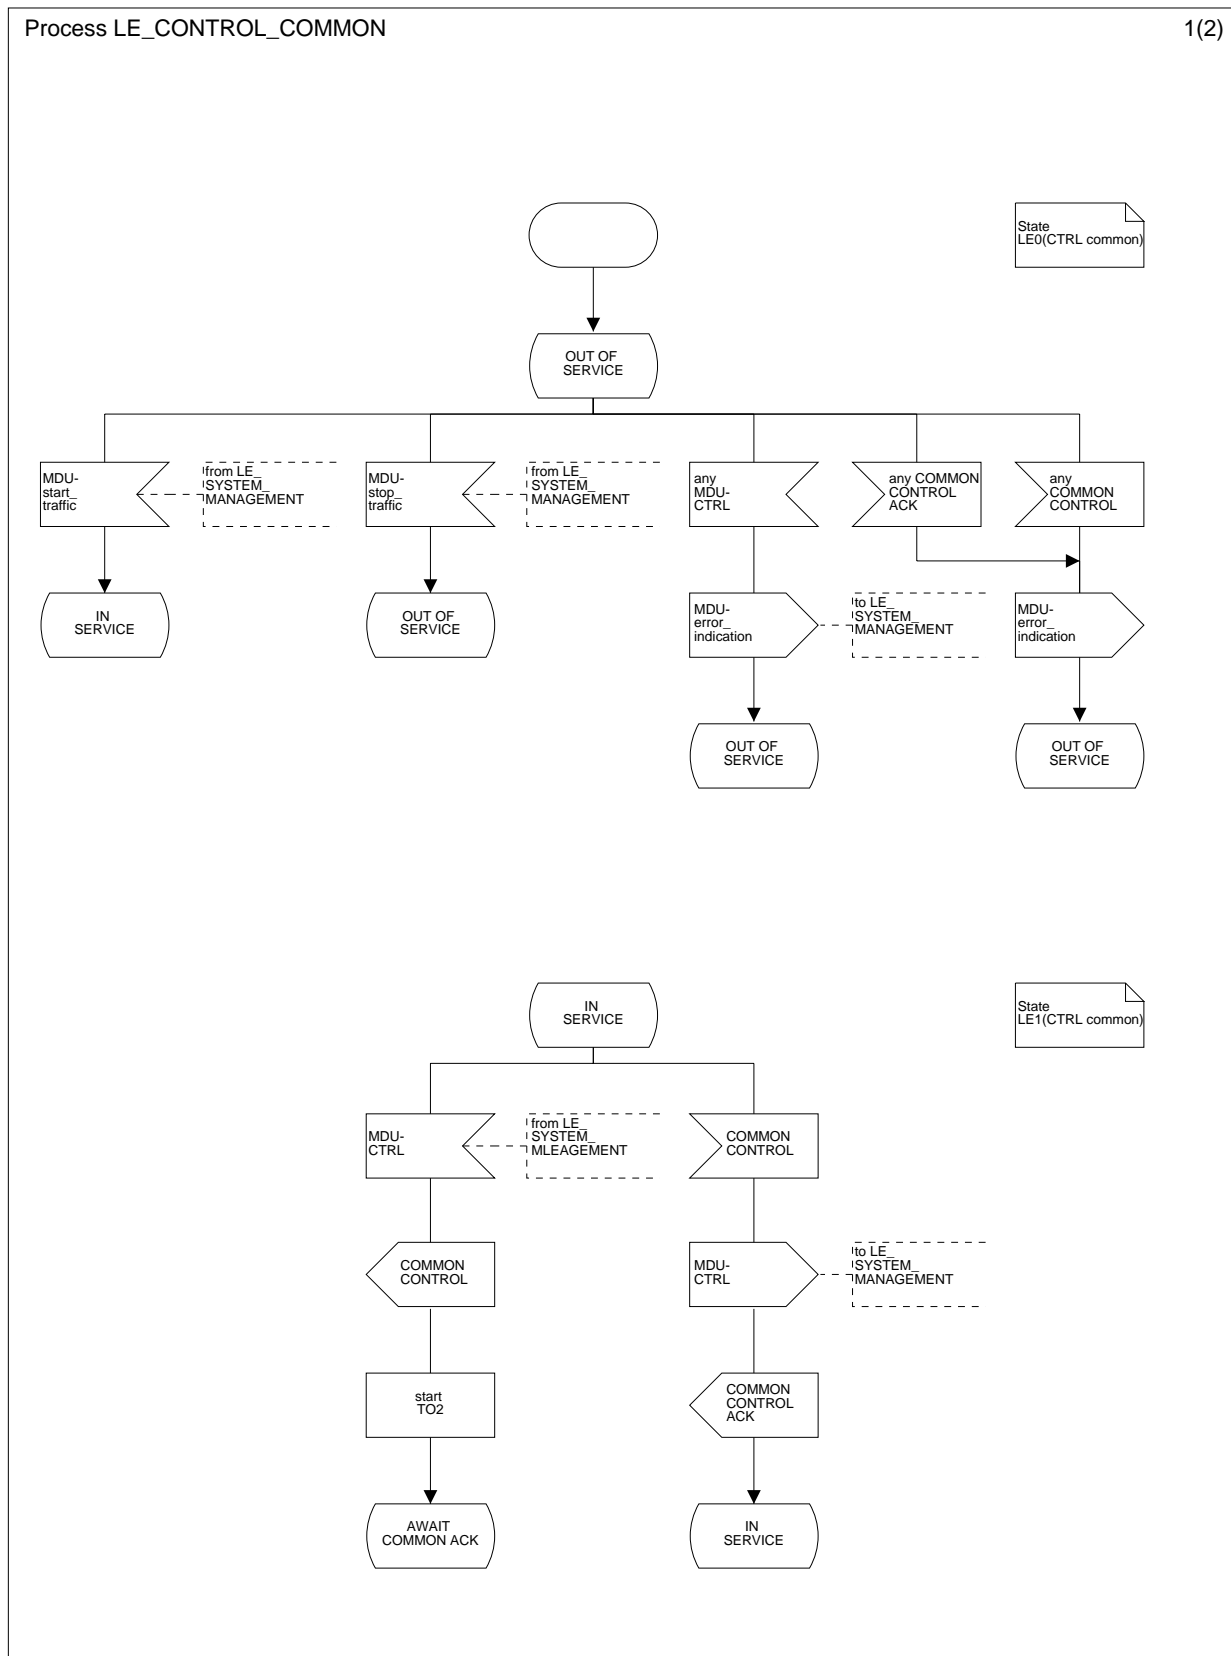 Process LE_CONTROL_COMMON
1(2)
State
LE0(CTRL common)
OUT OF
SERVICE
MDU-
start_
traffic
from LE_
SYSTEM_
MANAGEMENT
MDU-
stop_
traffic
from LE_
SYSTEM_
MANAGEMENT
any
MDU-
CTRL
any COMMON
CONTROL
ACK
any
COMMON
CONTROL
IN
SERVICE
OUT OF
SERVICE
MDU-
error_
indication
to LE_
SYSTEM_
MANAGEMENT
MDU-
error_
indication
OUT OF
SERVICE
OUT OF
SERVICE
IN
SERVICE
State
LE1(CTRL common)
MDU-
CTRL
from LE_
SYSTEM_
MLEAGEMENT
COMMON
CONTROL
COMMON
CONTROL
MDU-
CTRL
to LE_
SYSTEM_
MANAGEMENT
start
TO2
COMMON
CONTROL
ACK
AWAIT
COMMON ACK
IN
SERVICE